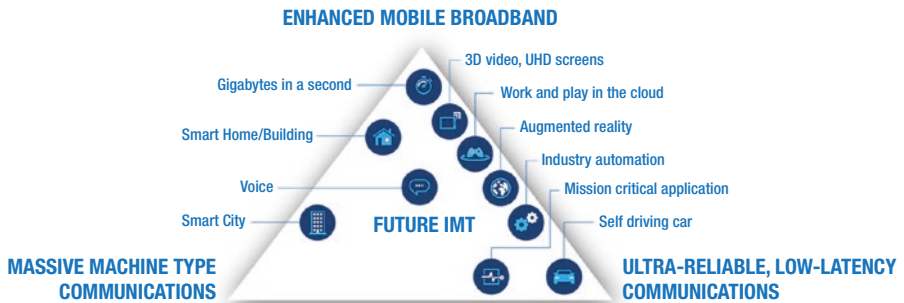 ENHANCED MOBILE BROADBAND
3D video, UHD screens
Gigabytes in a second
Work and play in the cloud
Augmented reality
Smart Home/Building
Industry automation
Voice
Mission critical application
Smart City
FUTURE IMT
Self driving car
MASSIVE MACHINE TYPE
COMMUNICATIONS
ULTRA-RELIABLE, LOW-LATENCY
COMMUNICATIONS